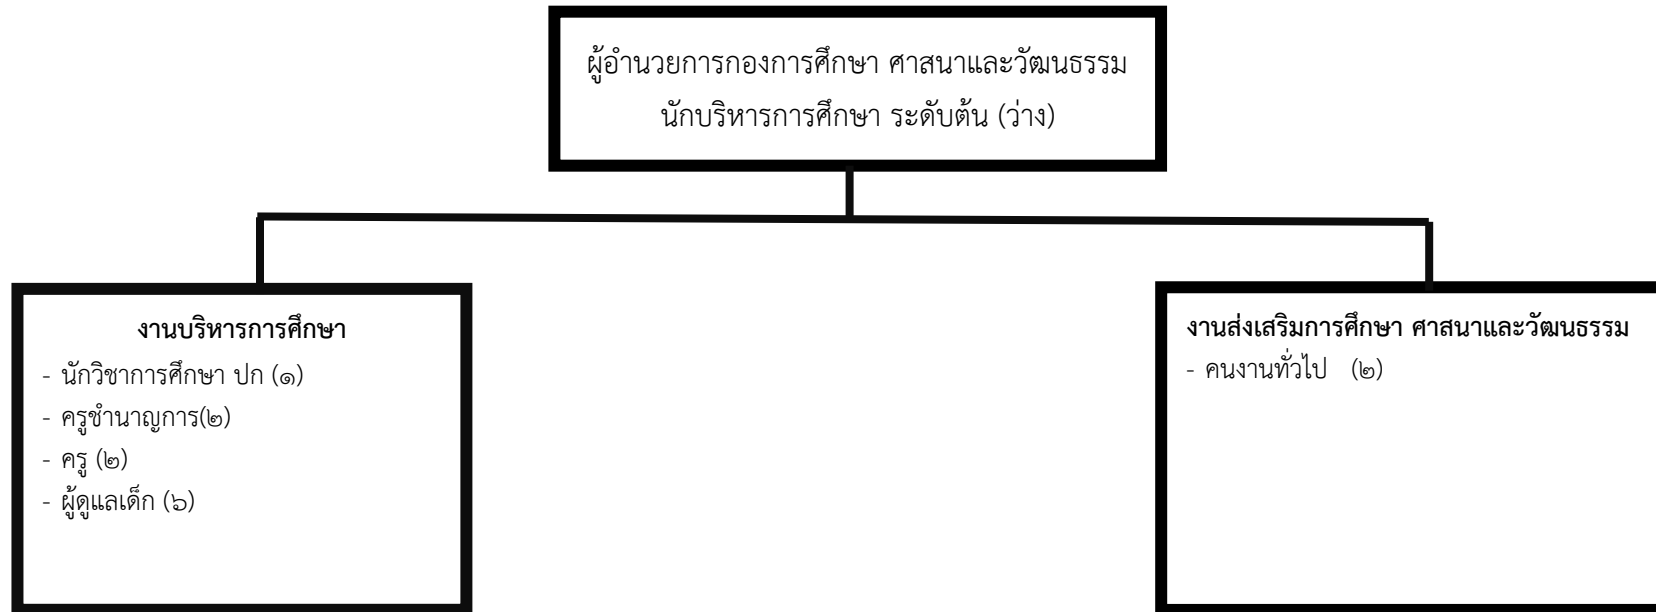 ผู้อำนวยการกองการศึกษา ศาสนาและวัฒนธรรม
นักบริหารการศึกษา ระดับต้น (ว่าง)
งานบริหารการศึกษา
- นักวิชาการศึกษา ปก (๑)
- ครูชำนาญการ(๒)
- ครู (๒)
- ผู้ดูแลเด็ก (๖)
งานส่งเสริมการศึกษา ศาสนาและวัฒนธรรม
- คนงานทั่วไป (๒)